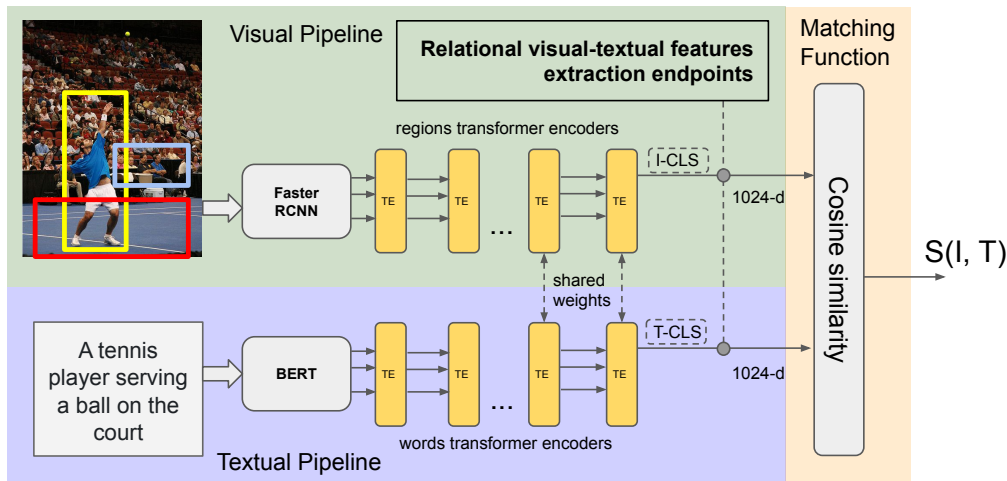 Visual Pipeline
Relational visual-textual features
extraction endpoints
Matching
Function
regions transformer encoders
Faster
RCNN
TE
TE
...
TE
TE
I-CLS
1024-d
Cosine similarity
S(I, T)
shared
weights
A tennis
player serving
a ball on the
court
BERT
TE
TE
...
TE
TE
T-CLS
1024-d
words transformer encoders
Textual Pipeline